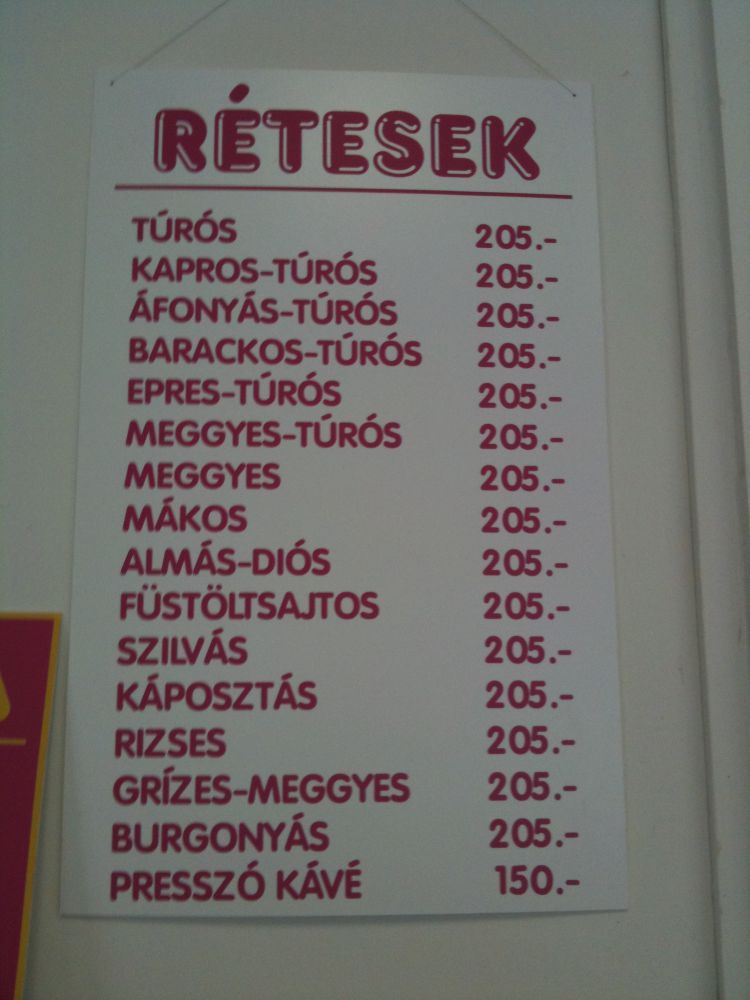 RÉTESEK
TÚRÓS 205.-
KAPROS-TÚRÓS 205.-
ÁFONYÁS-TÚRÓS 205.-
BARACKOS-TÚRÓS 205.-
EPRES-TÚRÓS 205.-
MEGGYES-TÚRÓS 205.-
MEGGYES 205.-
MÁKOS 205.-
ALMÁS-DIÓS 205.-
FÜSTÖLTSAJTOS 205.-
SZILVÁS 205.-
KÁPOSZTÁS 205.-
RIZSES 205.-
GRÍZES-MEGGYES 205.-
BURGONYÁS 205.-
PRESSZÓ KÁVÉ 150.-